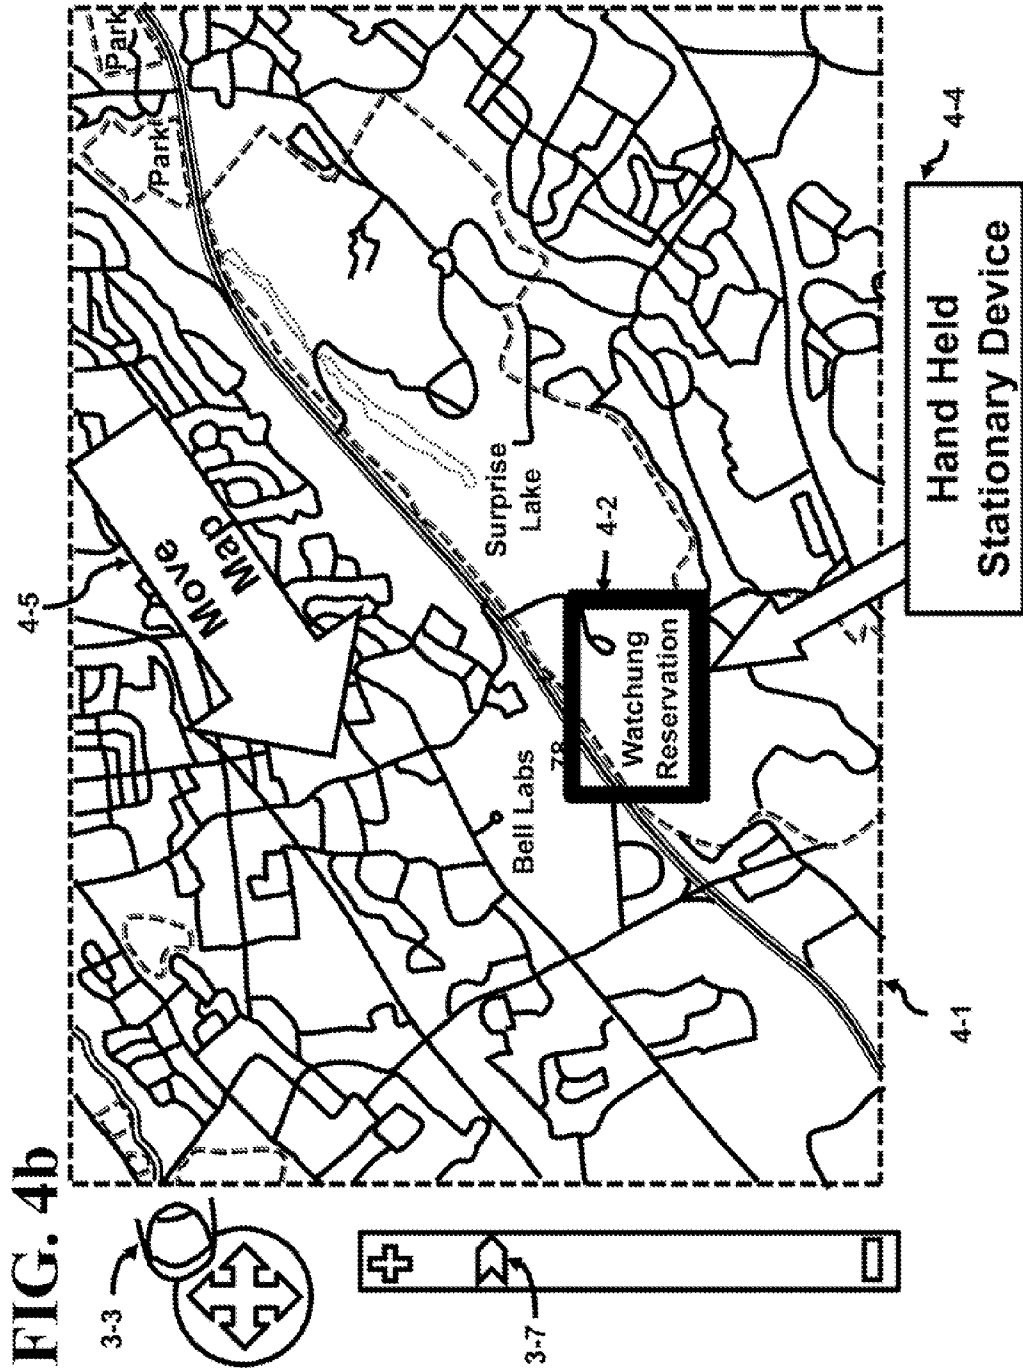 FIG. 4b
3-3
3-7
4-5
Move
Map
Park
Park
Surprise
Lake
4-2
Bell Labs
78
Watchung
Reservation
4-1
4-4
Hand Held
Stationary Device